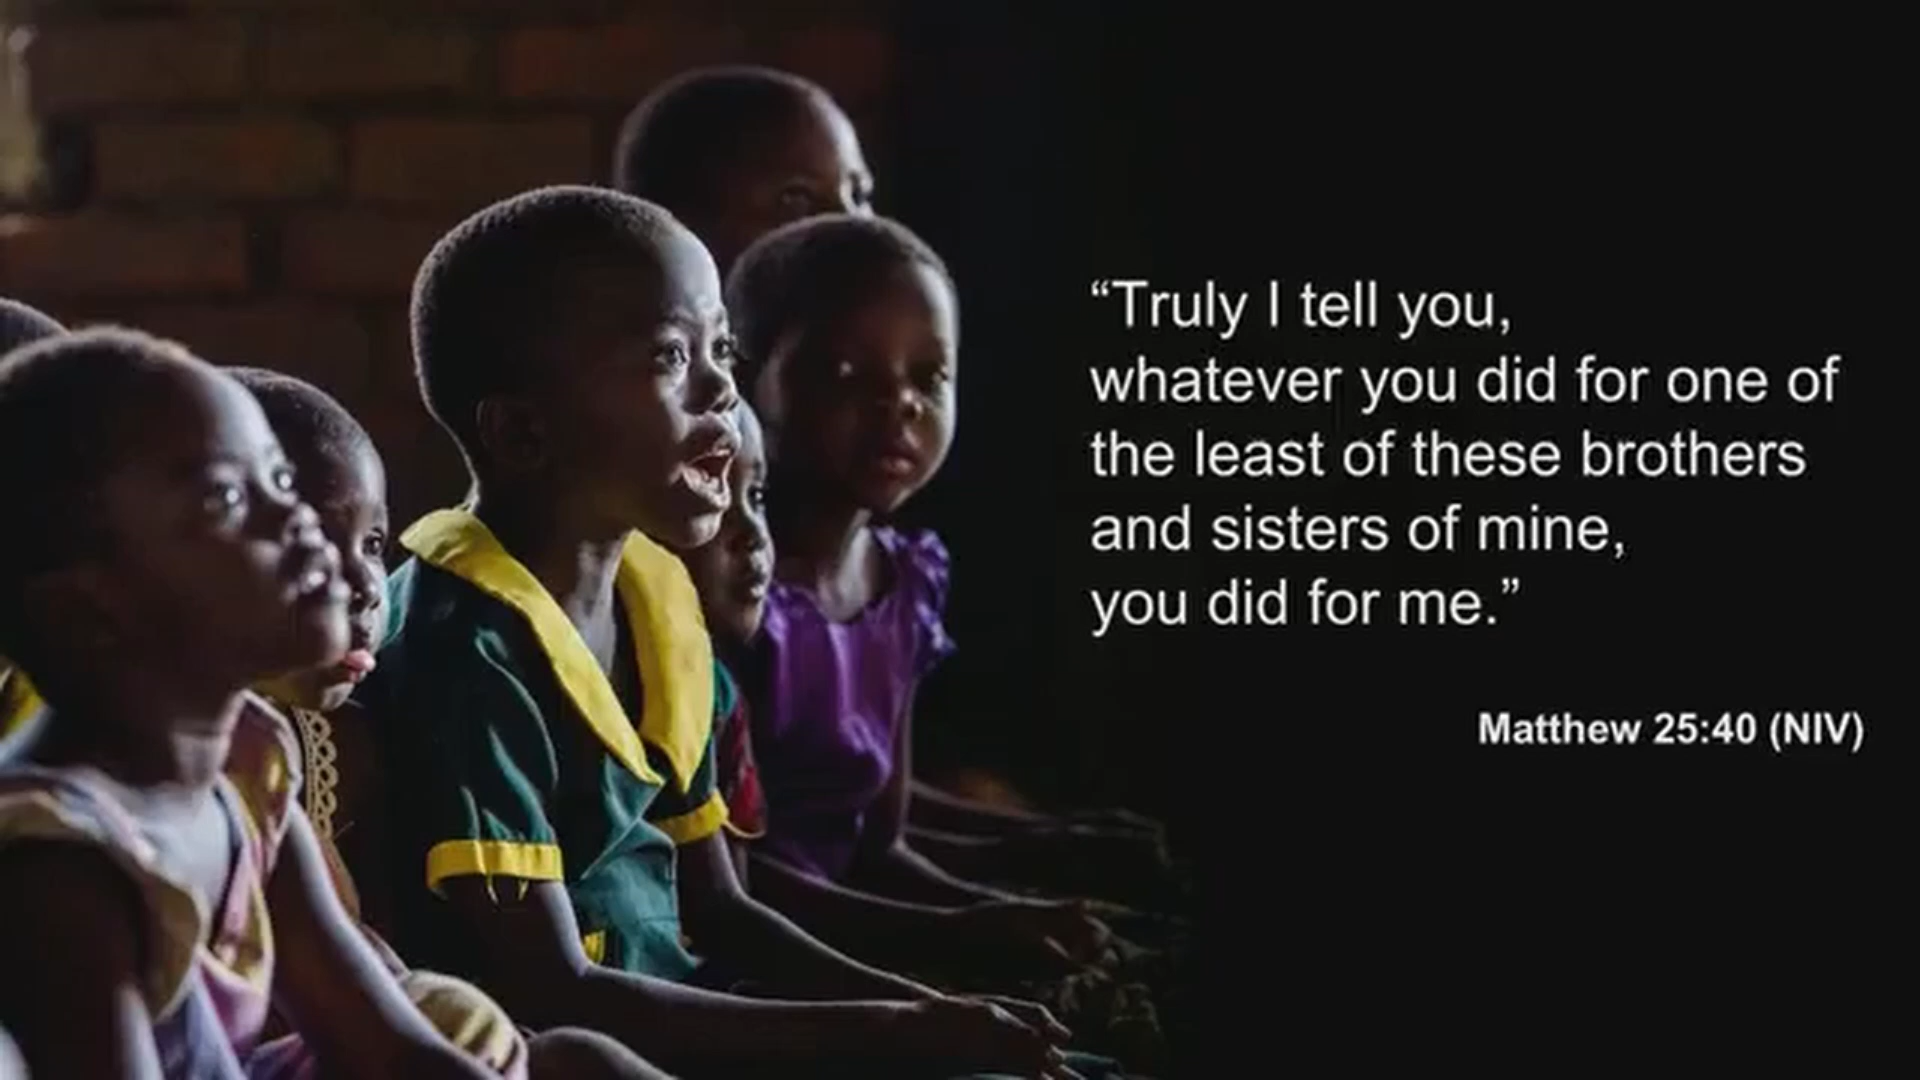 “Truly I tell you,
whatever you did for one of
the least of these brothers
and sisters of mine,
you did for me.”
Matthew 25:40 (NIV)